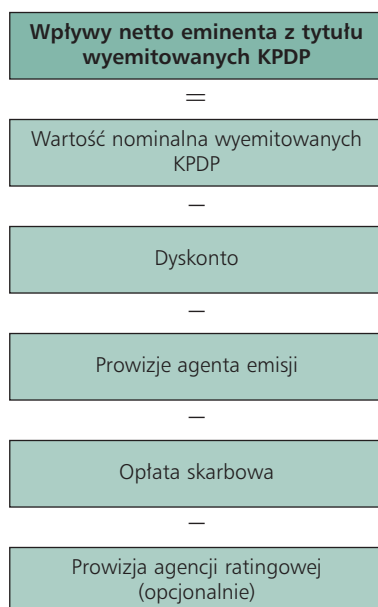 Wpływy netto eminenta z tytułu
wyemitowanych KPDP
=
Wartość nominalna wyemitowanych
KPDP
–
Dyskonto
–
Prowizje agenta emisji
–
Opłata skarbowa
–
Prowizja agencji ratingowej
(opcjonalnie)